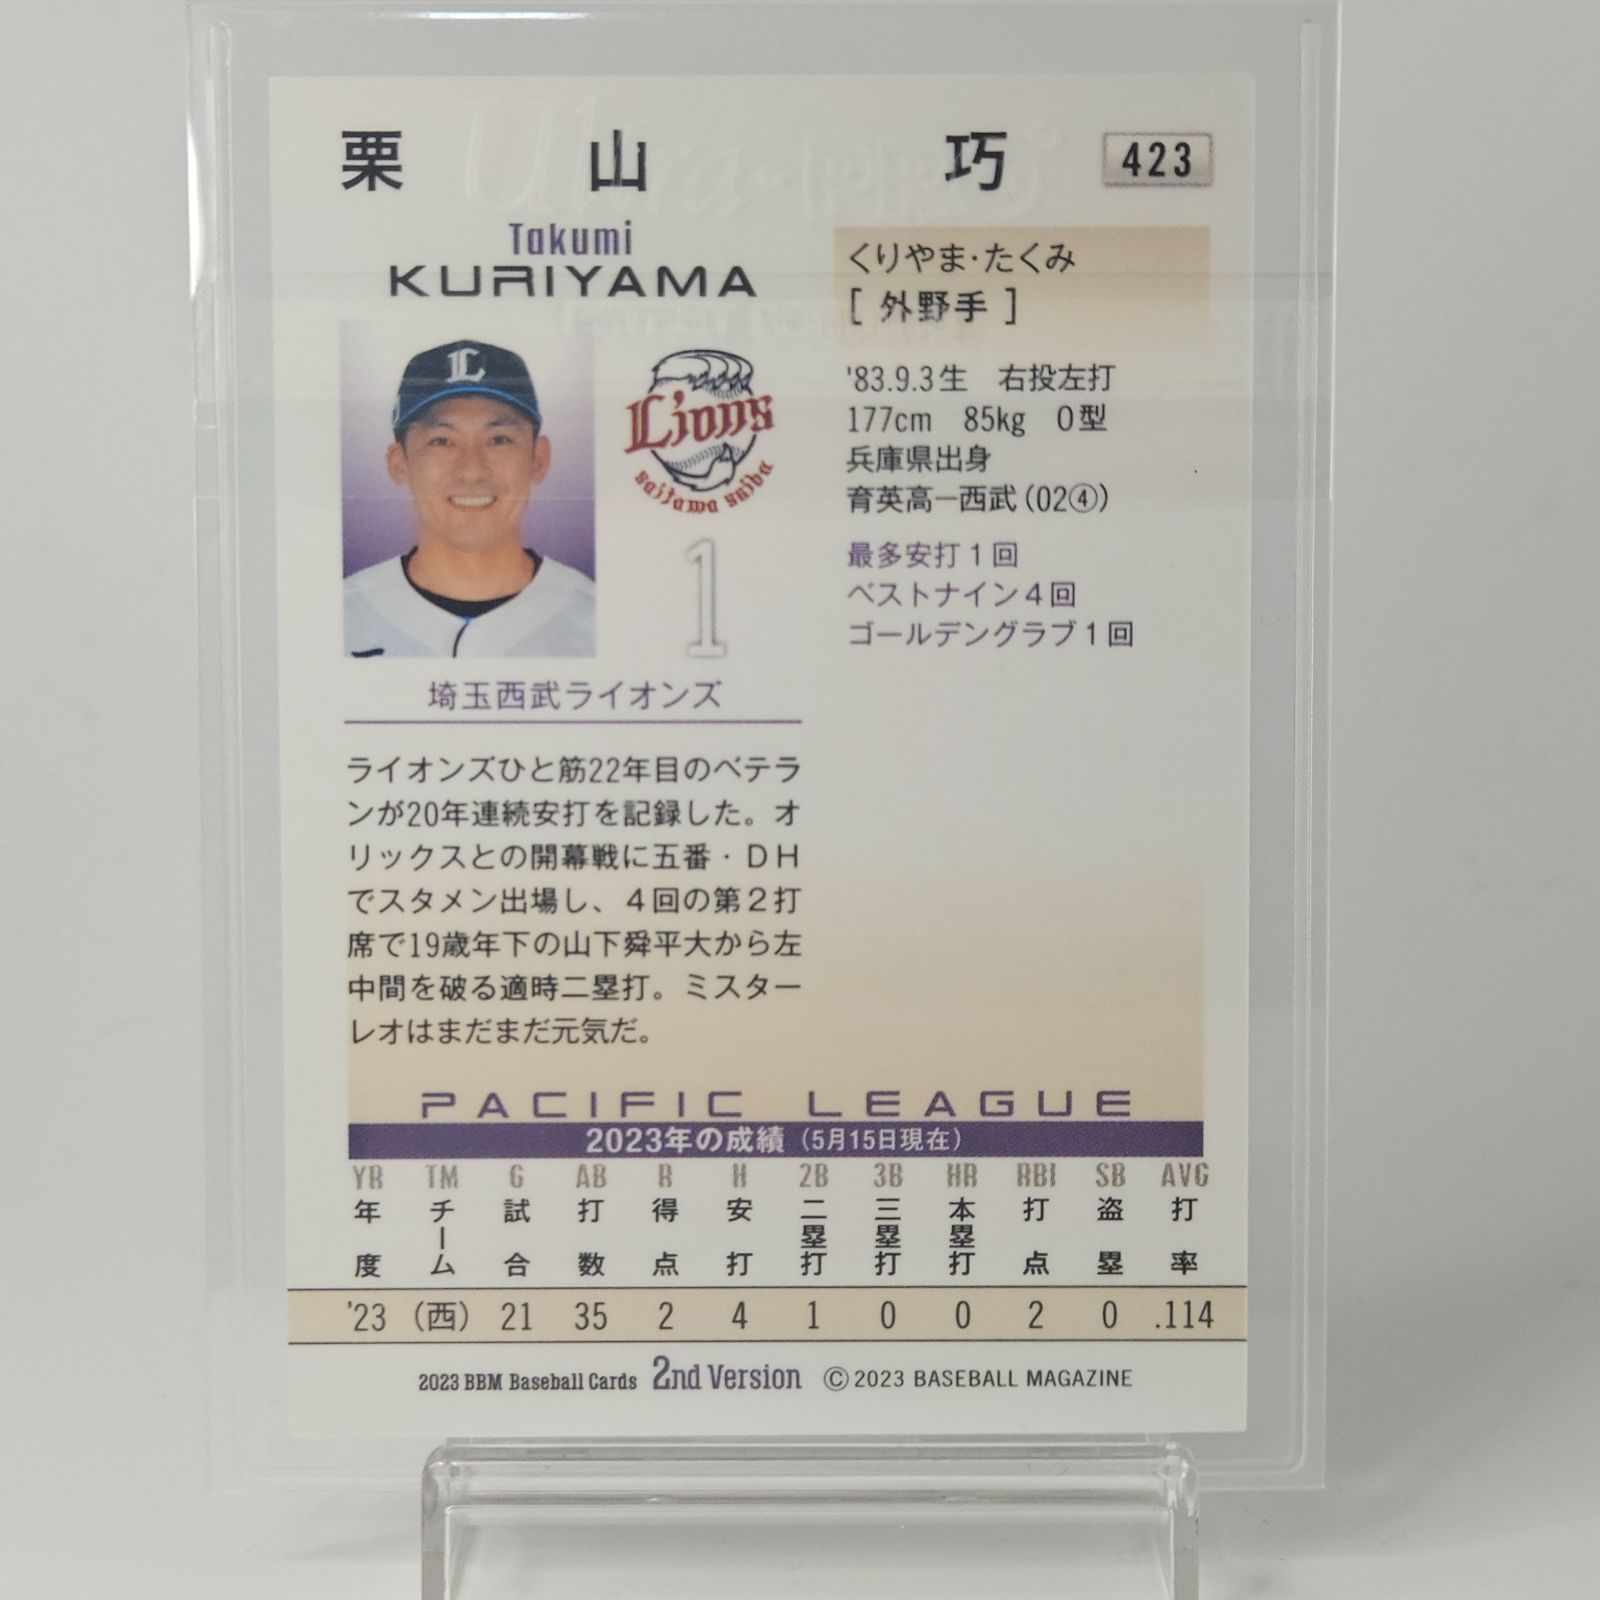 栗山巧
423
Takumi
KURIYAMA
くりやま・たくみ
[ 外野手 ]
L
Lions
saitama seibu
1
'83.9.3生 右投左打
177cm 85kg O型
兵庫県出身
育英高―西武(02④)
最多安打1回
ベストナイン4回
ゴールデングラブ1回
埼玉西武ライオンズ
ライオンズひと筋22年目のベテラ
ンが20年連続安打を記録した。オ
リックスとの開幕戦に五番・DH
でスタメン出場し、4回の第2打
席で19歳年下の山下舜平大から左
中間を破る適時二塁打。ミスター
レオはまだまだ元気だ。
PACIFIC LEAGUE
2023年の成績(5月15日現在)
YR TM G AB R H 2B 3B HR RBI SB AVG
年度 チーム 試合 打数 得点 安打 二塁打 三塁打 本塁打 打点 盗塁 打率
'23 (西) 21 35 2 4 1 0 0 2 0 .114
2023 BBM Baseball Cards 2nd Version ©2023 BASEBALL MAGAZINE